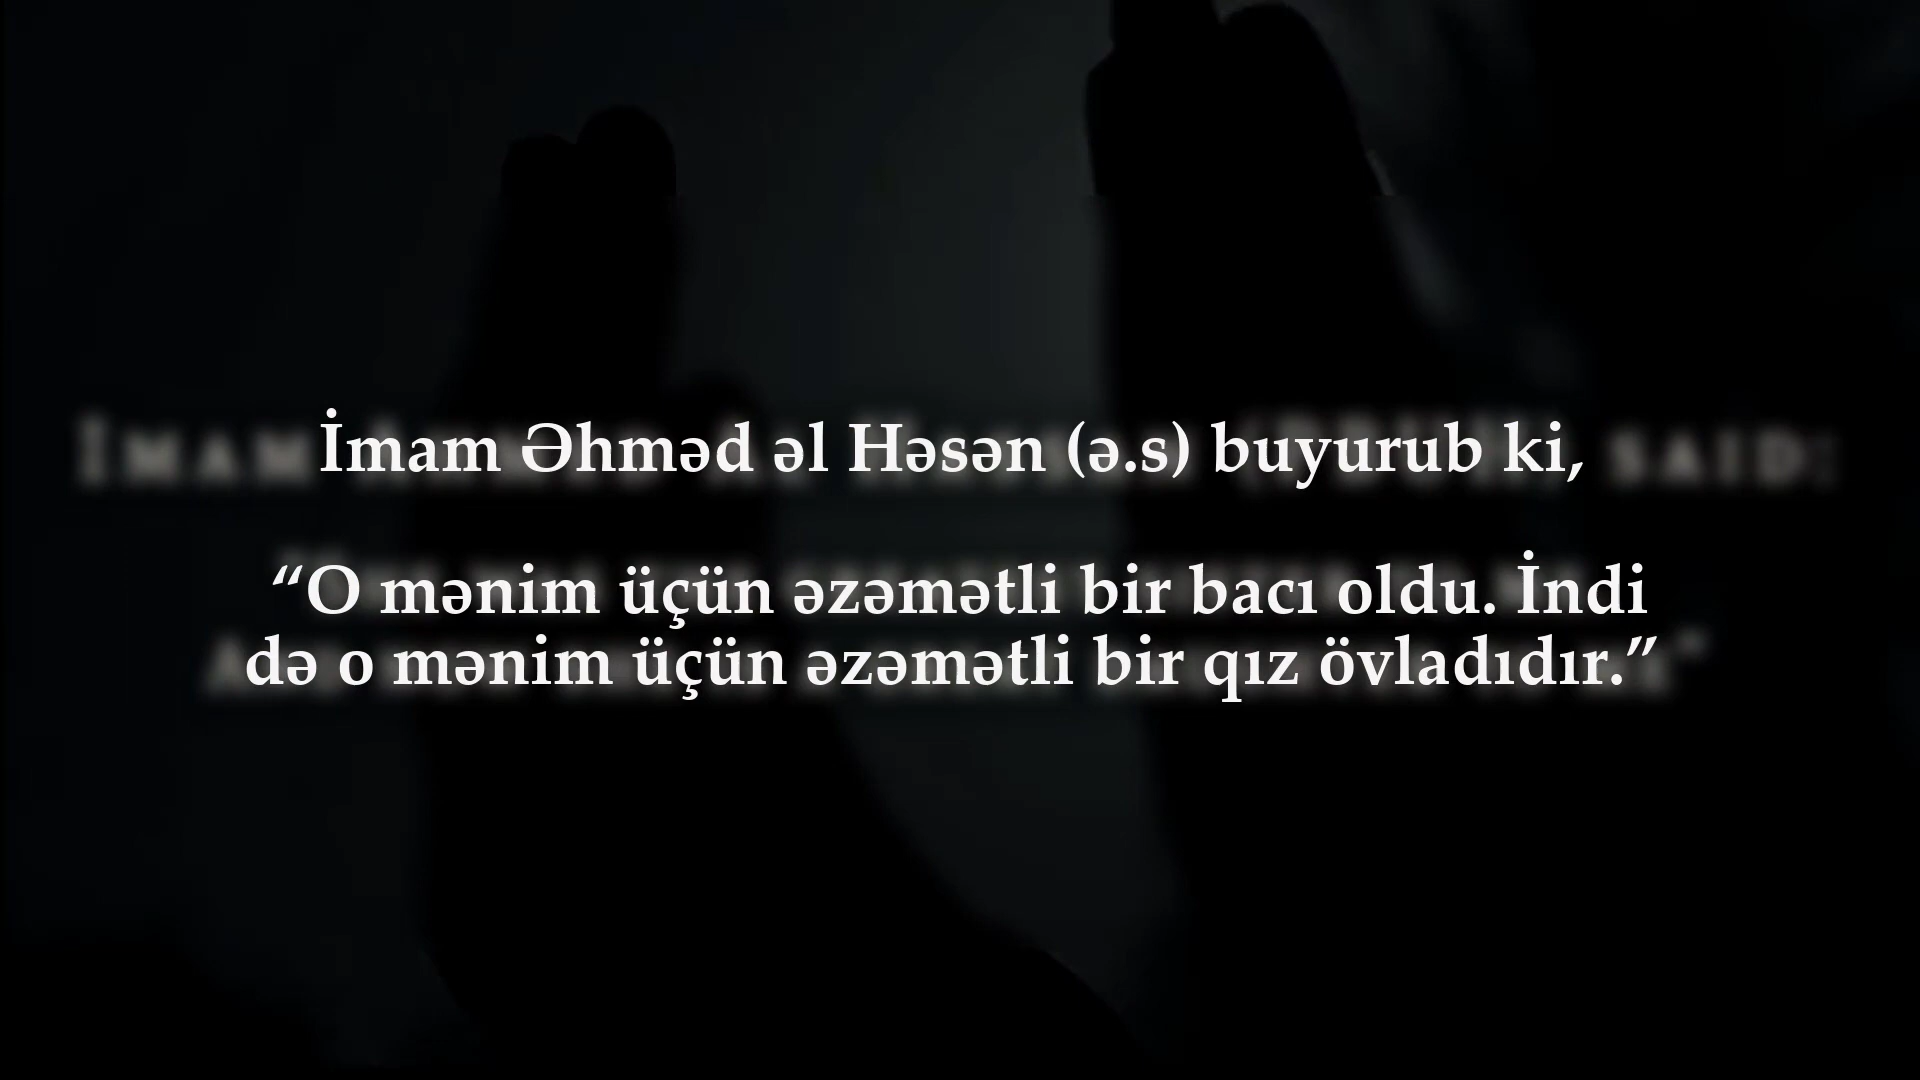 İmam Əhməd əl Həsən (ə.s) buyurub ki,
“O mənim üçün əzəmətli bir bacı oldu. İndi
də o mənim üçün əzəmətli bir qız övladıdır.”